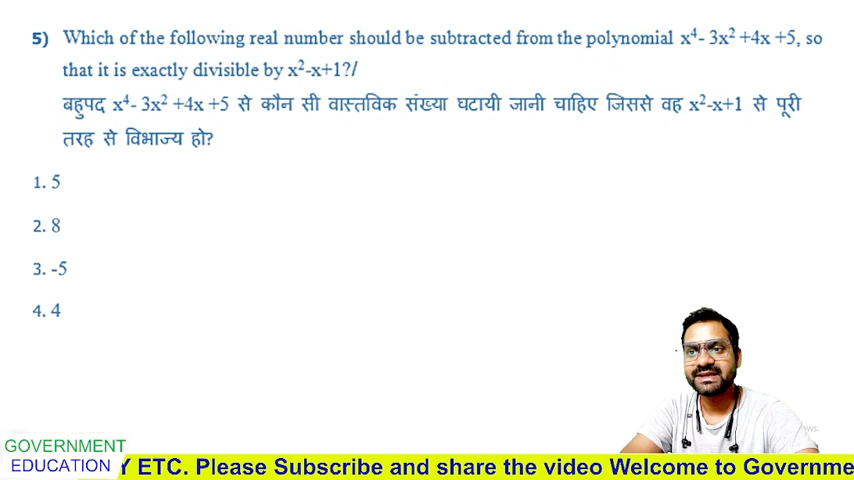 5) Which of the following real number should be subtracted from the polynomial x⁴- 3x² +4x +5, so
that it is exactly divisible by x²-x+1?/
बहुपद x⁴- 3x² +4x +5 से कौन सी वास्तविक संख्या घटायी जानी चाहिए जिससे वह x²-x+1 से पूरी
तरह से विभाज्य हो?
1. 5
2. 8
3. -5
4. 4
GOVERNMENT
EDUCATION
Y ETC. Please Subscribe and share the video Welcome to Governme